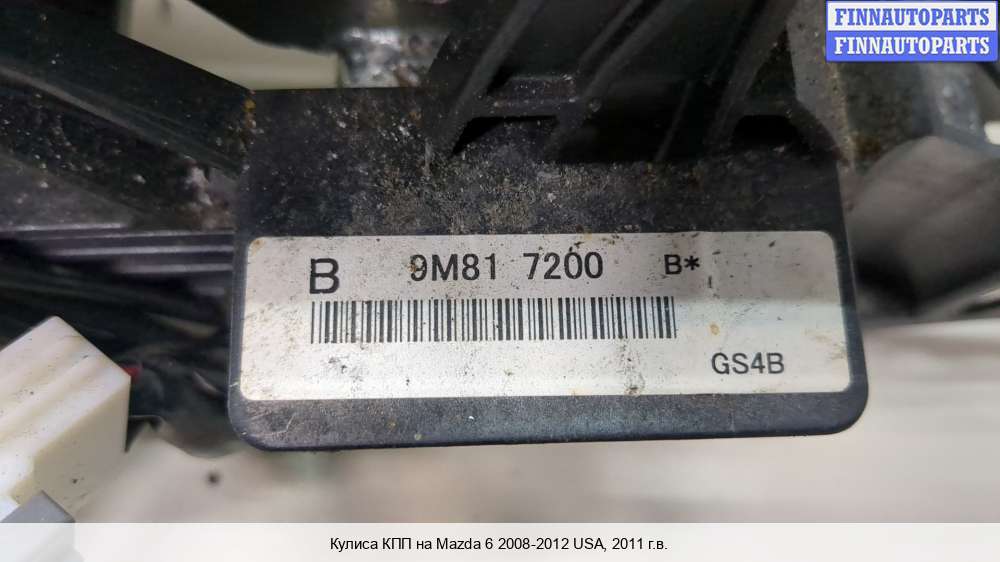 FINNAUTOPARTS
FINNAUTOPARTS
B 9M81 7200 B*
GS4B
Кулиса КПП на Mazda 6 2008-2012 USA, 2011 г.в.